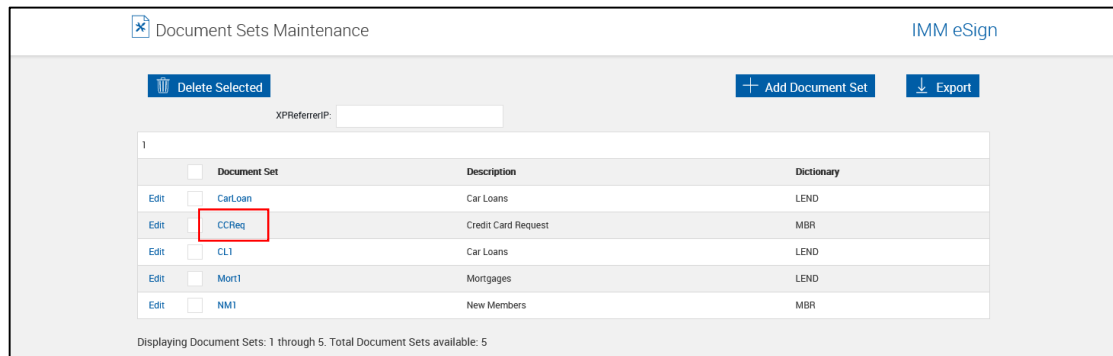 Document Sets Maintenance IMM eSign
Delete Selected Add Document Set Export
XPReferrerIP:
1
Document Set Description Dictionary
Edit CarLoan Car Loans LEND
Edit CCReq Credit Card Request MBR
Edit CL1 Car Loans LEND
Edit Mort1 Mortgages LEND
Edit NM1 New Members MBR
Displaying Document Sets: 1 through 5. Total Document Sets available: 5